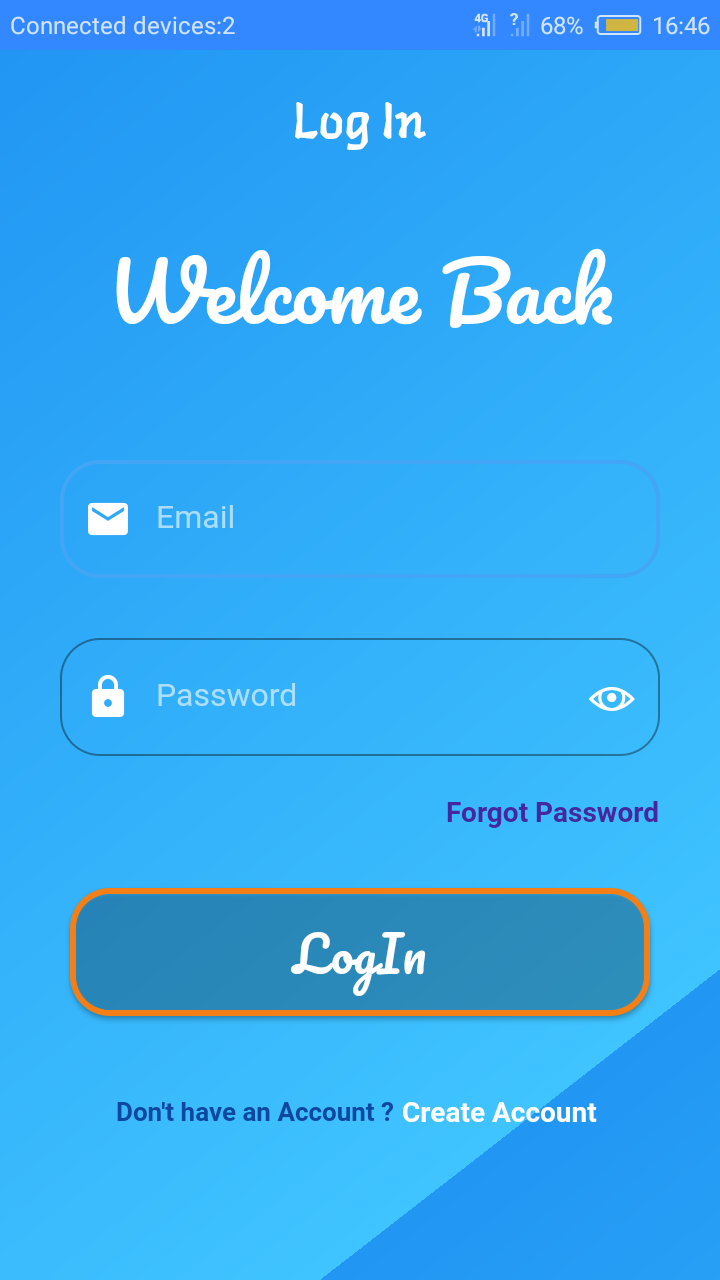 Connected devices:2 4G ? 68% 16:46
Log In
Welcome Back
Email
Password
Forgot Password
LogIn
Don't have an Account ? Create Account